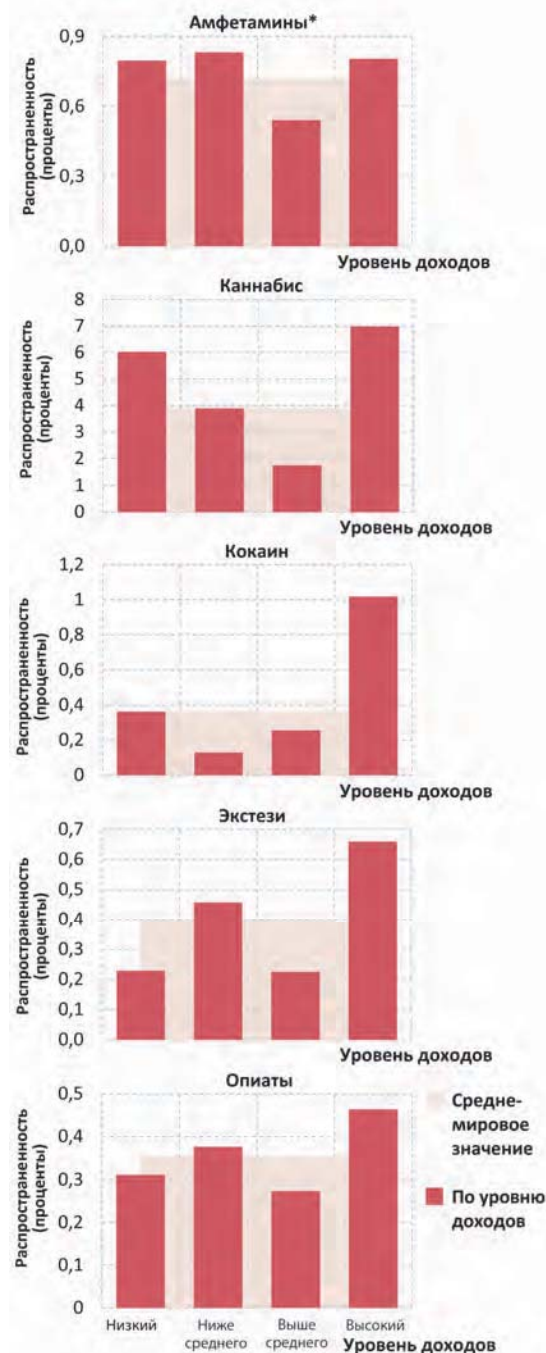 Амфетамины*
Распространенность
(проценты)
0,9
0,6
0,3
0,0
Уровень доходов
Каннабис
Распространенность
(проценты)
8
7
6
5
4
3
2
1
0
Уровень доходов
Кокаин
Распространенность
(проценты)
1,2
1
0,8
0,6
0,4
0,2
0
Уровень доходов
Экстези
Распространенность
(проценты)
0,7
0,6
0,5
0,4
0,3
0,2
0,1
0,0
Уровень доходов
Опиаты
Распространенность
(проценты)
0,5
0,4
0,3
0,2
0,1
0
Низкий
Ниже
среднего
Выше
среднего
Высокий
Уровень доходов
Средне-
мировое
значение
По уровню
доходов